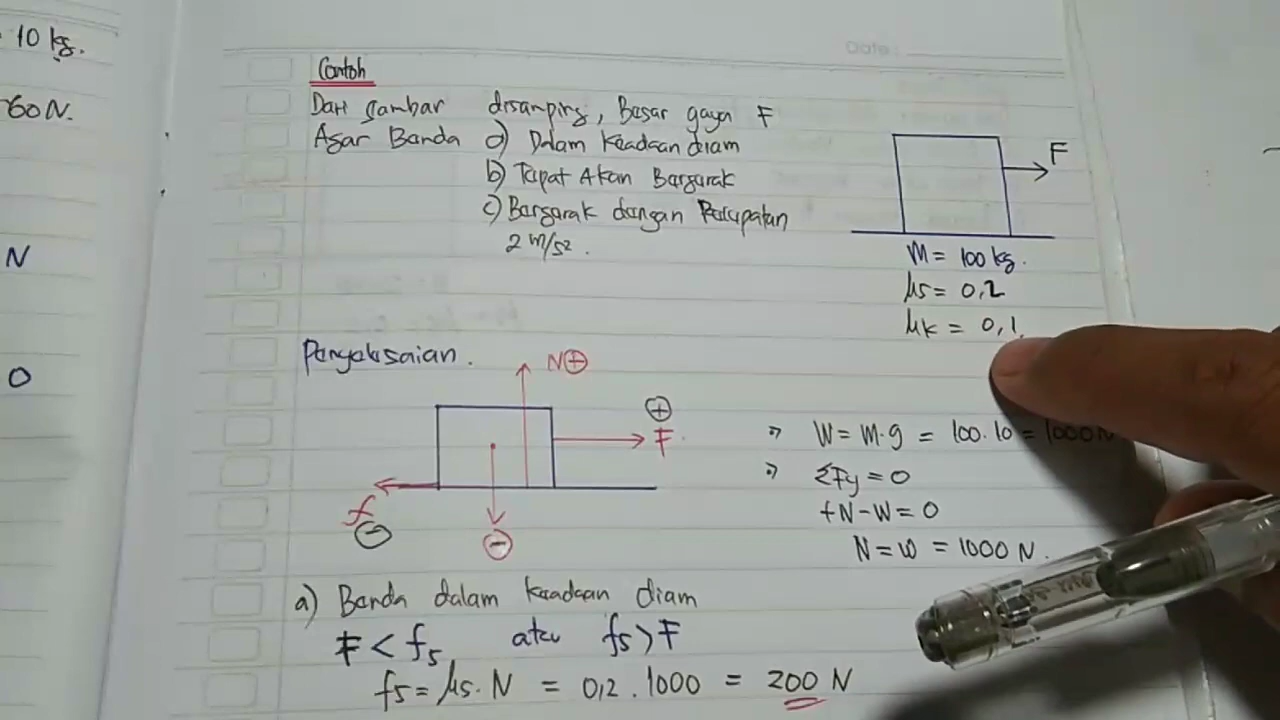 10 kg.
60 N.
N
0
Date :
Contoh
Dari gambar disamping, Besar gaya F
Agar Benda a) Dalam Keadaan diam
b) Tepat Akan Bergerak
c) Bergerak dengan Percepatan
2 m/s².
F
m = 100 kg.
μs = 0,2
μk = 0,1
Penyelesaian.
N ⊕
⊕
F
f
⊖
⊖
⇒ W = m.g = 100.10 = 1000 N
⇒ ΣFy = 0
+N - W = 0
N = w = 1000 N.
a) Benda dalam keadaan diam
F < fs atau fs > F
fs = μs. N = 0,2 . 1000 = 200 N